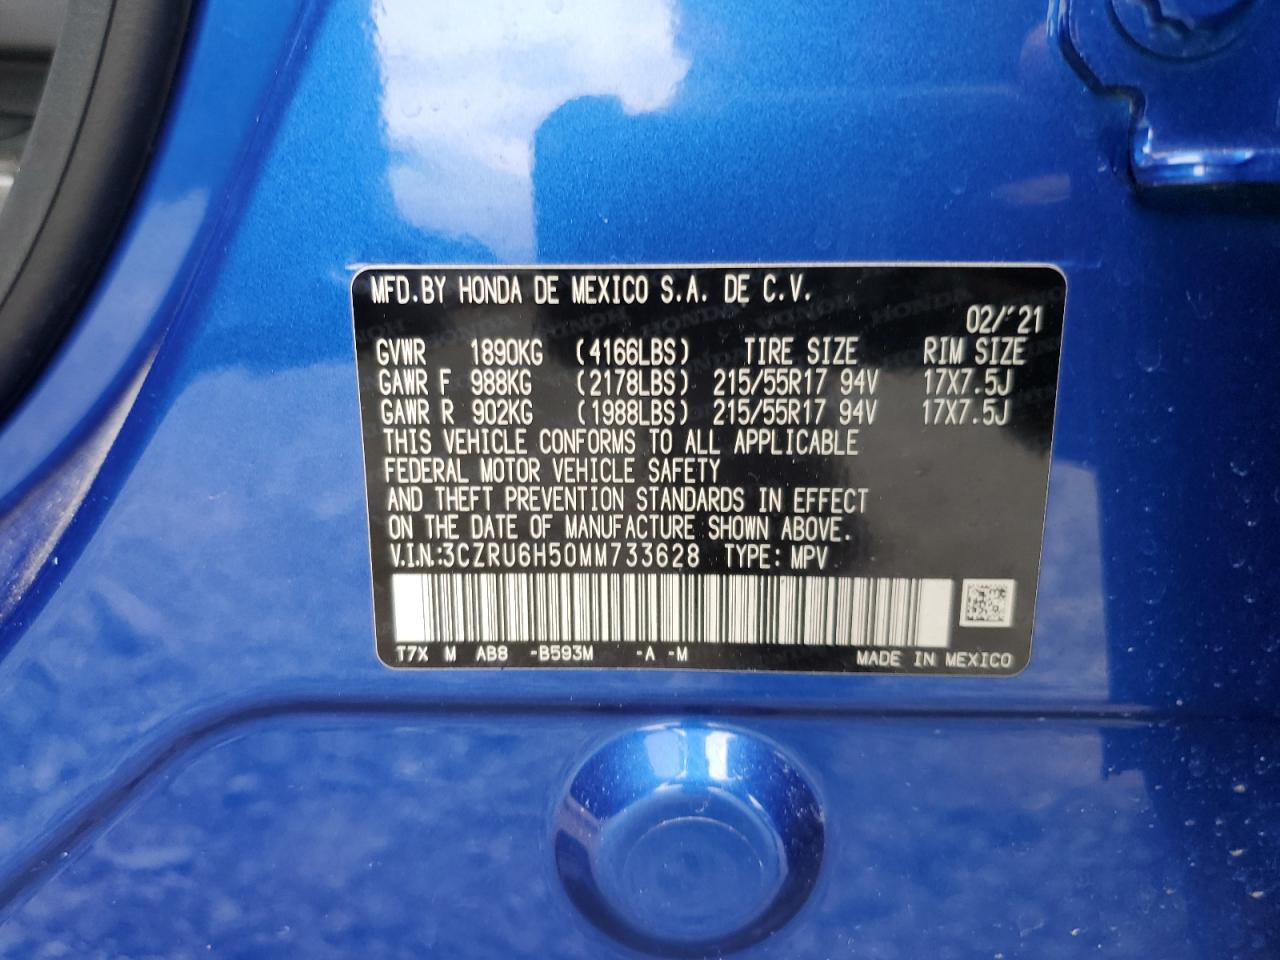 MFD.BY HONDA DE MEXICO S.A. DE C.V.
02/'21
GVWR 1890KG (4166LBS) TIRE SIZE RIM SIZE
GAWR F 988KG (2178LBS) 215/55R17 94V 17X7.5J
GAWR R 902KG (1988LBS) 215/55R17 94V 17X7.5J
THIS VEHICLE CONFORMS TO ALL APPLICABLE
FEDERAL MOTOR VEHICLE SAFETY
AND THEFT PREVENTION STANDARDS IN EFFECT
ON THE DATE OF MANUFACTURE SHOWN ABOVE.
V.I.N:3CZRU6H50MM733628 TYPE: MPV
T7X M AB8 -B593M -A -M MADE IN MEXICO